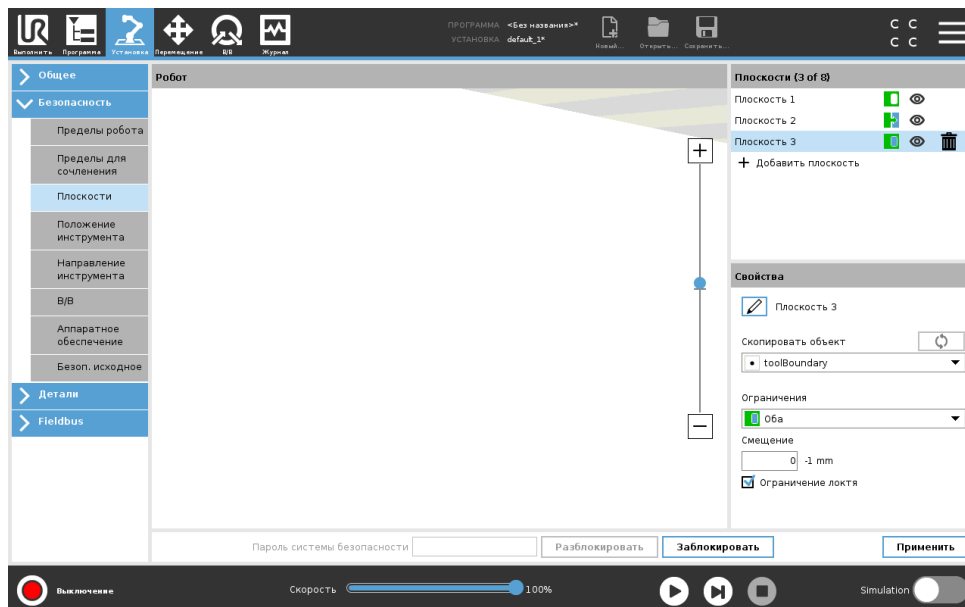 ПРОГРАММА <Без названия>*
УСТАНОВКА default_1*
Выполнить Программа Установка Перемещение В/В Журнал
Новый... Открыть... Сохранить...
C C
C C
Общее
Безопасность
Пределы робота
Пределы для
сочленения
Плоскости
Положение
инструмента
Направление
инструмента
В/В
Аппаратное
обеспечение
Безоп. исходное
Детали
Fieldbus
Робот
Плоскости (3 of 8)
Плоскость 1
Плоскость 2
Плоскость 3
Добавить плоскость
Свойства
Плоскость 3
Скопировать объект
toolBoundary
Ограничения
Оба
Смещение
0 -1 mm
Ограничение локтя
Пароль системы безопасности Разблокировать Заблокировать Применить
Выключение Скорость 100% Simulation